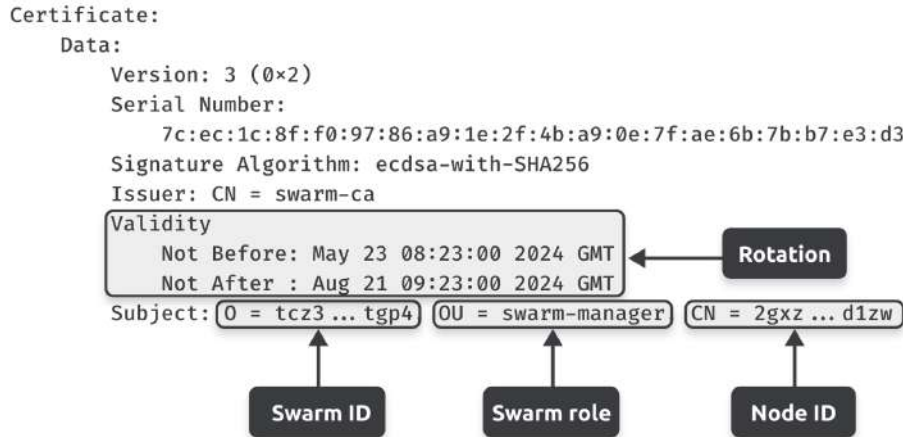 Certificate:
Data:
Version: 3 (0×2)
Serial Number:
7c:ec:1c:8f:f0:97:86:a9:1e:2f:4b:a9:0e:7f:ae:6b:7b:b7:e3:d3
Signature Algorithm: ecdsa-with-SHA256
Issuer: CN = swarm-ca
Validity
Not Before: May 23 08:23:00 2024 GMT
Not After : Aug 21 09:23:00 2024 GMT
Rotation
Subject: O = tcz3...tgp4 OU = swarm-manager CN = 2gxz...d1zw
Swarm ID Swarm role Node ID